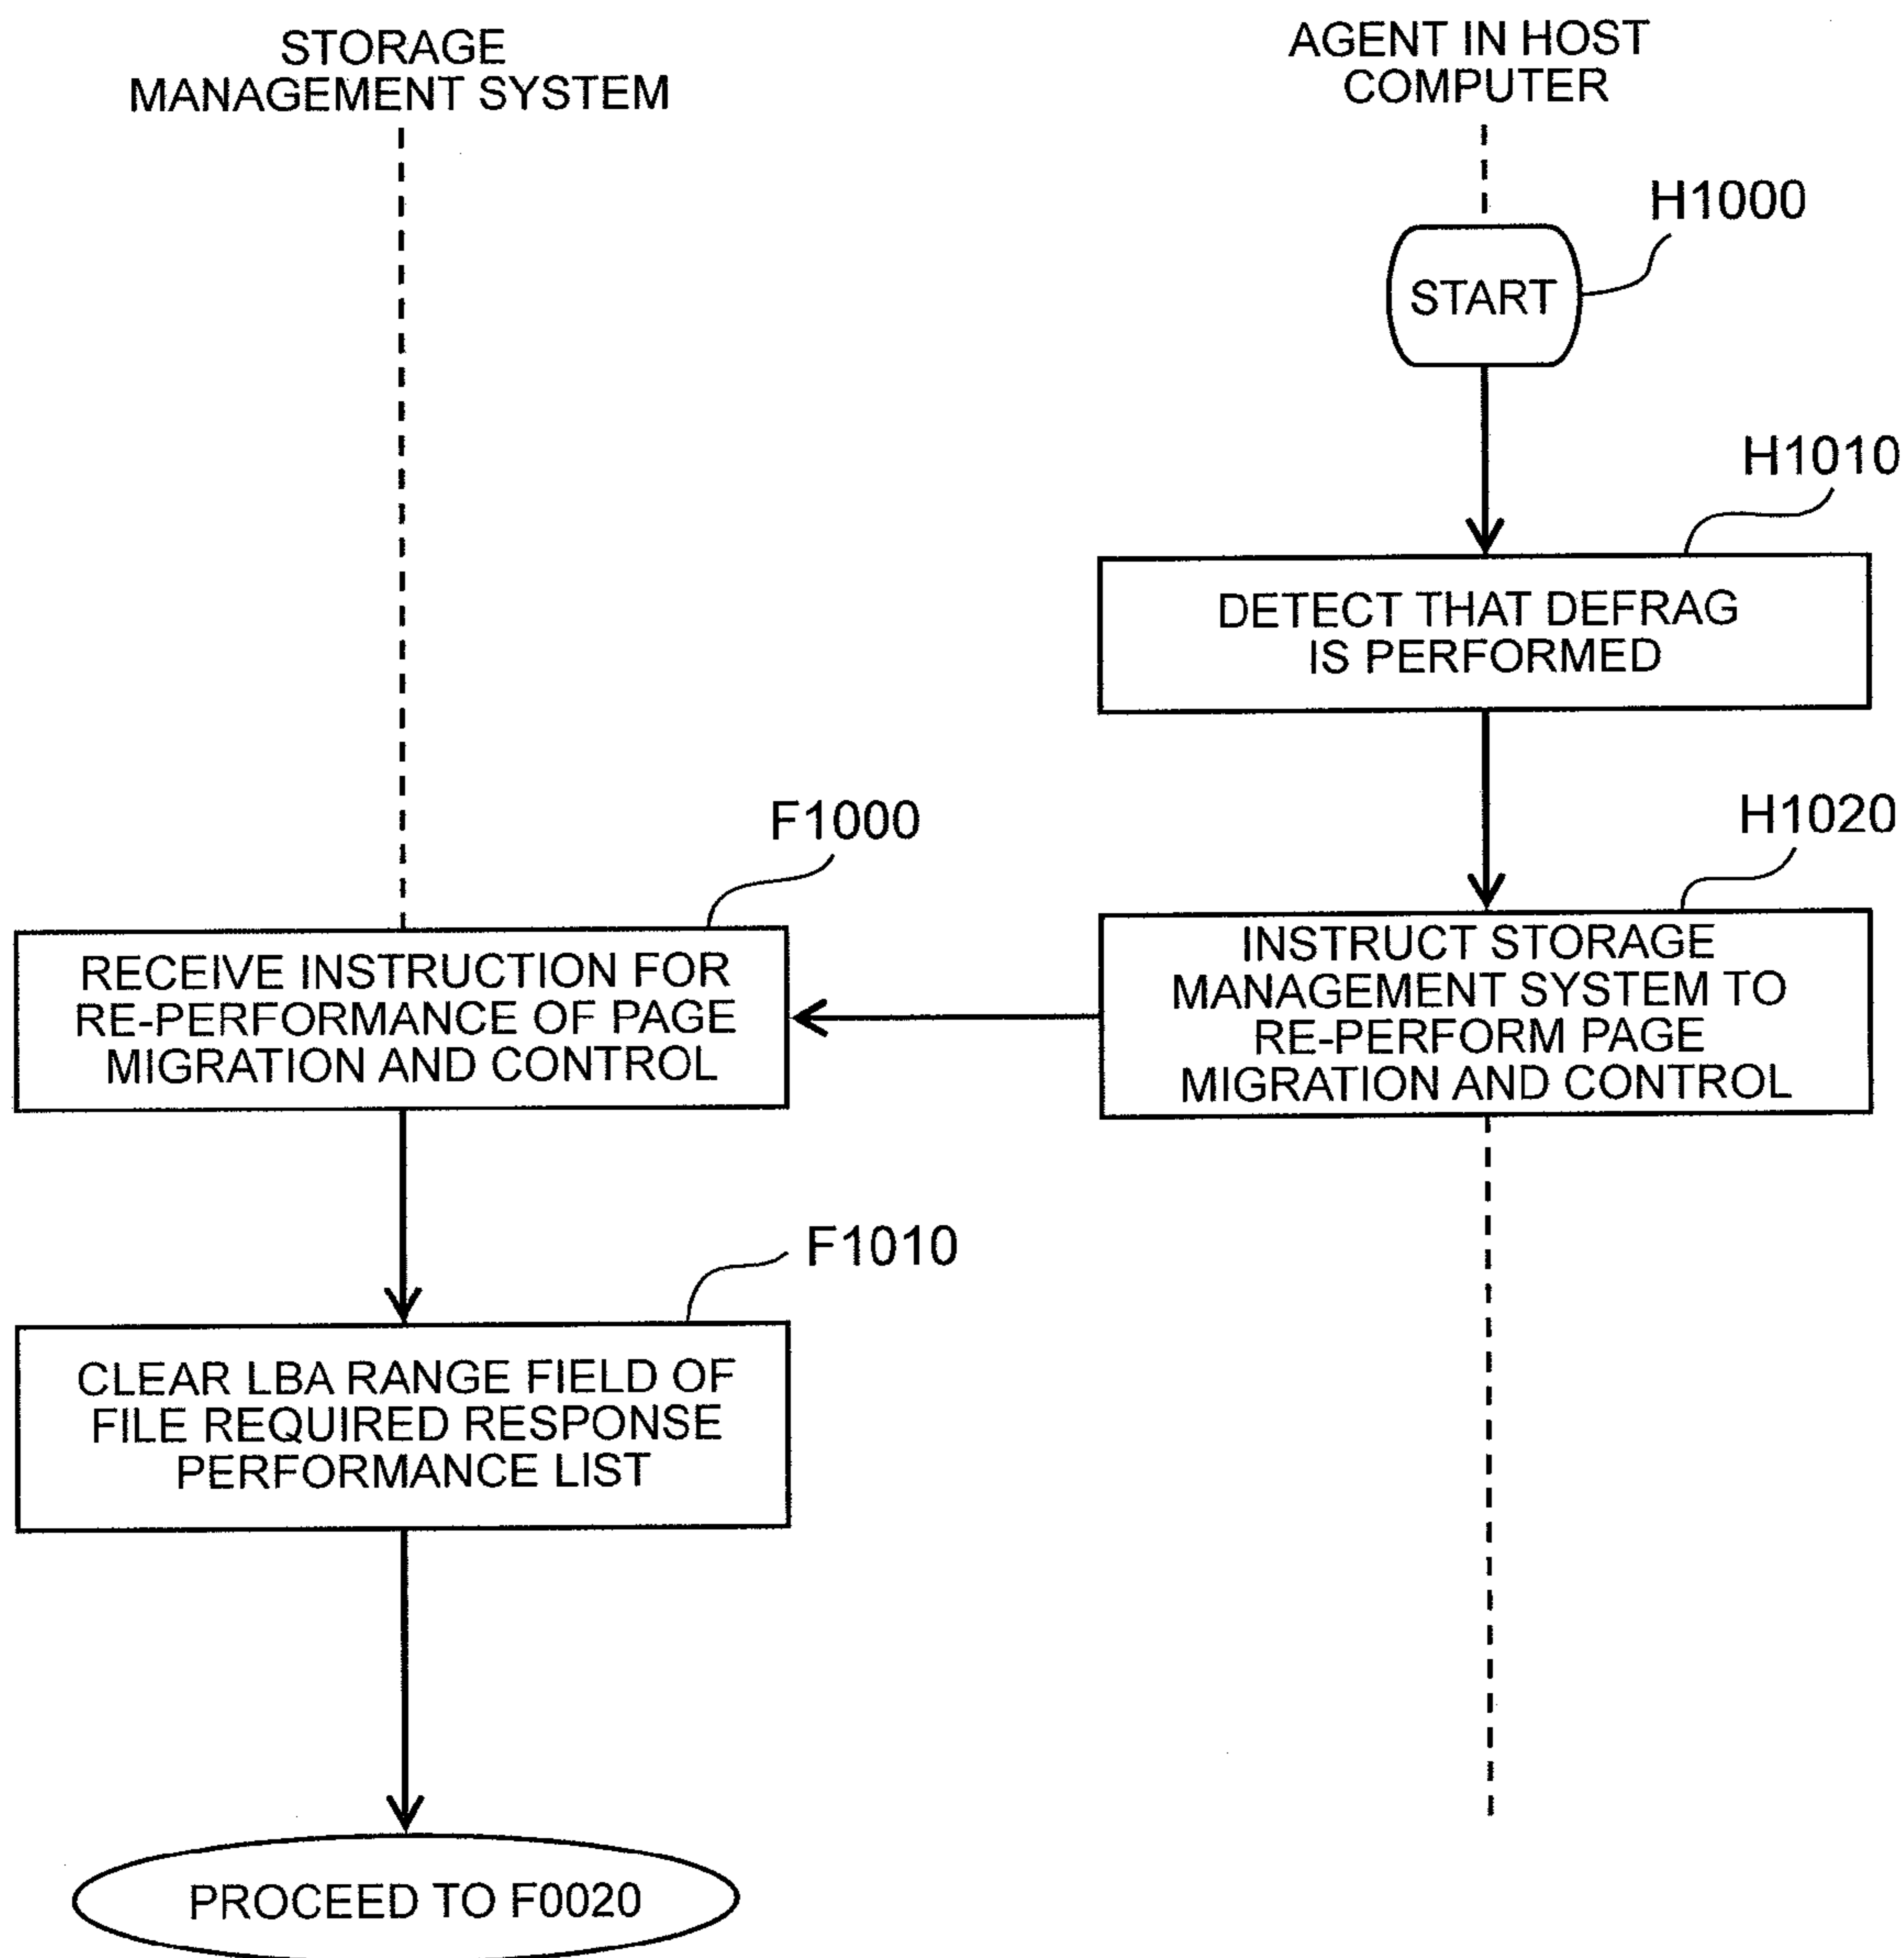 STORAGE
MANAGEMENT SYSTEM
AGENT IN HOST
COMPUTER
H1000
START
H1010
DETECT THAT DEFRAG
IS PERFORMED
H1020
INSTRUCT STORAGE
MANAGEMENT SYSTEM TO
RE-PERFORM PAGE
MIGRATION AND CONTROL
F1000
RECEIVE INSTRUCTION FOR
RE-PERFORMANCE OF PAGE
MIGRATION AND CONTROL
F1010
CLEAR LBA RANGE FIELD OF
FILE REQUIRED RESPONSE
PERFORMANCE LIST
PROCEED TO F0020